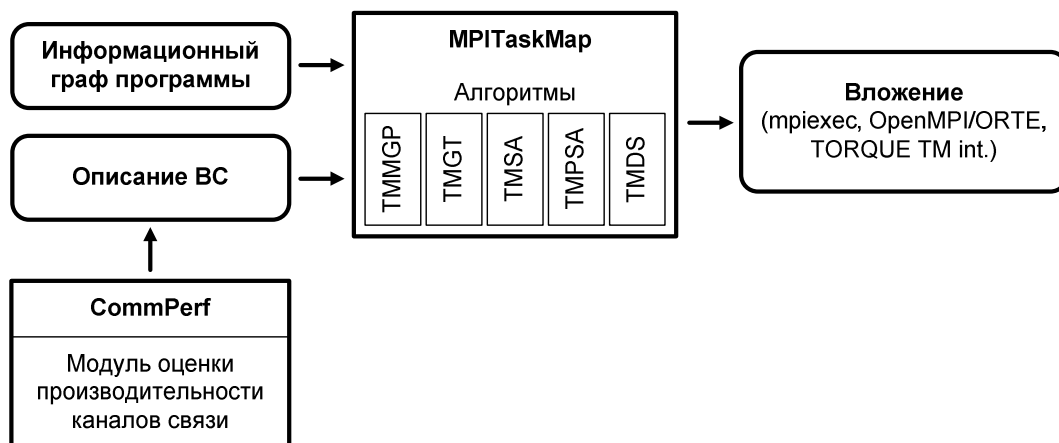 Информационный
граф программы
Описание ВС
CommPerf
Модуль оценки
производительности
каналов связи
MPITaskMap
Алгоритмы
TMMGP
TMGT
TMSA
TMPSA
TMDS
Вложение
(mpiexec, OpenMPI/ORTE,
TORQUE TM int.)